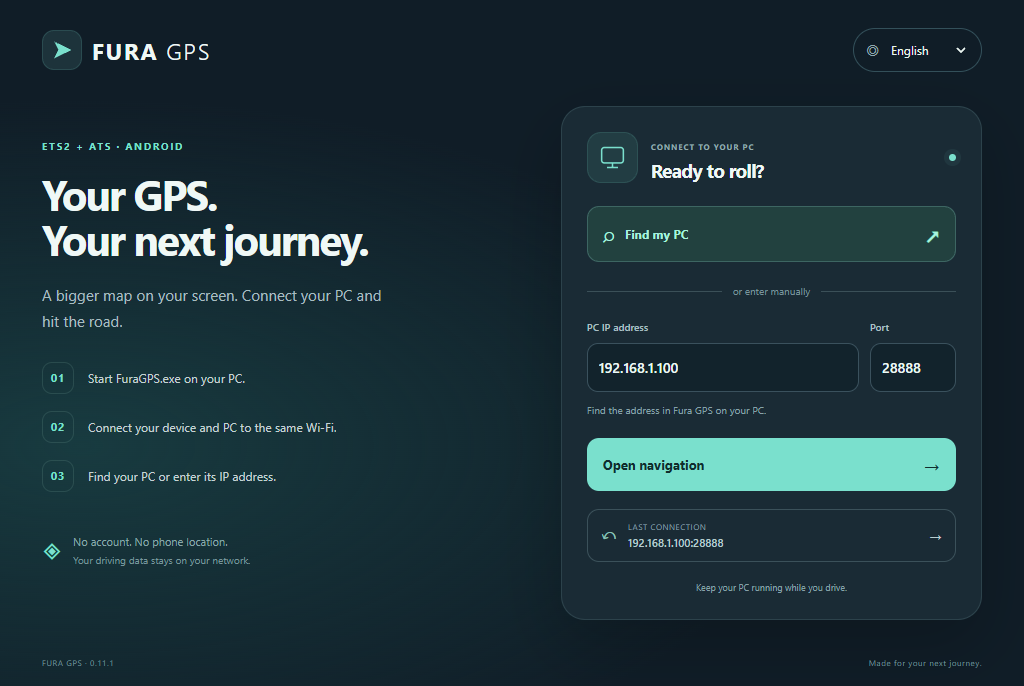 FURA GPS
English
ETS2 + ATS · ANDROID
Your GPS.
Your next journey.
A bigger map on your screen. Connect your PC and
hit the road.
01 Start FuraGPS.exe on your PC.
02 Connect your device and PC to the same Wi-Fi.
03 Find your PC or enter its IP address.
No account. No phone location.
Your driving data stays on your network.
CONNECT TO YOUR PC
Ready to roll?
Find my PC
or enter manually
PC IP address Port
192.168.1.100 28888
Find the address in Fura GPS on your PC.
Open navigation
LAST CONNECTION
192.168.1.100:28888
Keep your PC running while you drive.
FURA GPS · 0.11.1
Made for your next journey.